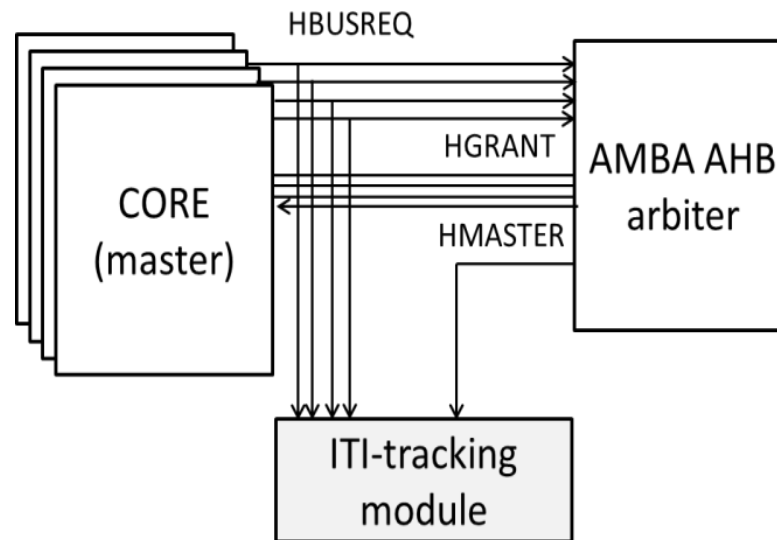 HBUSREQ
CORE
(master)
HGRANT
HMASTER
AMBA AHB
arbiter
ITI-tracking
module